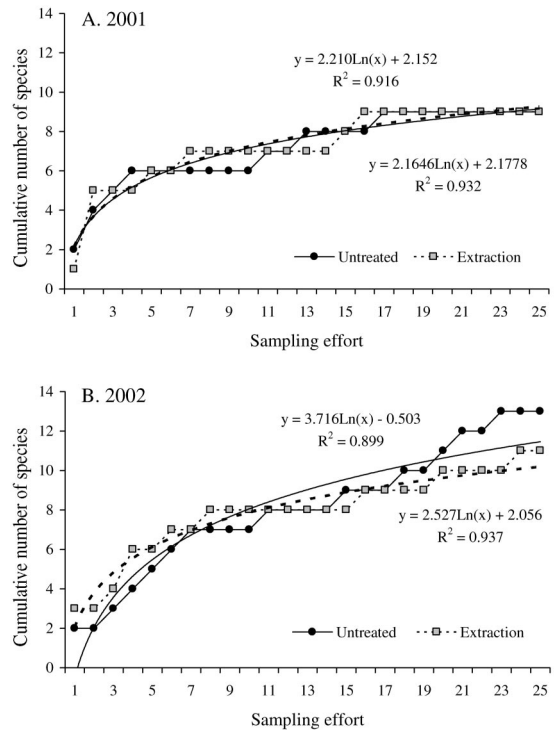 A. 2001
14
12
10
8
6
4
2
0
Cumulative number of species
y = 2.210Ln(x) + 2.152
R² = 0.916
y = 2.1646Ln(x) + 2.1778
R² = 0.932
Untreated Extraction
1 3 5 7 9 11 13 15 17 19 21 23 25
Sampling effort
B. 2002
14
12
10
8
6
4
2
0
Cumulative number of species
y = 3.716Ln(x) - 0.503
R² = 0.899
y = 2.527Ln(x) + 2.056
R² = 0.937
Untreated Extraction
1 3 5 7 9 11 13 15 17 19 21 23 25
Sampling effort